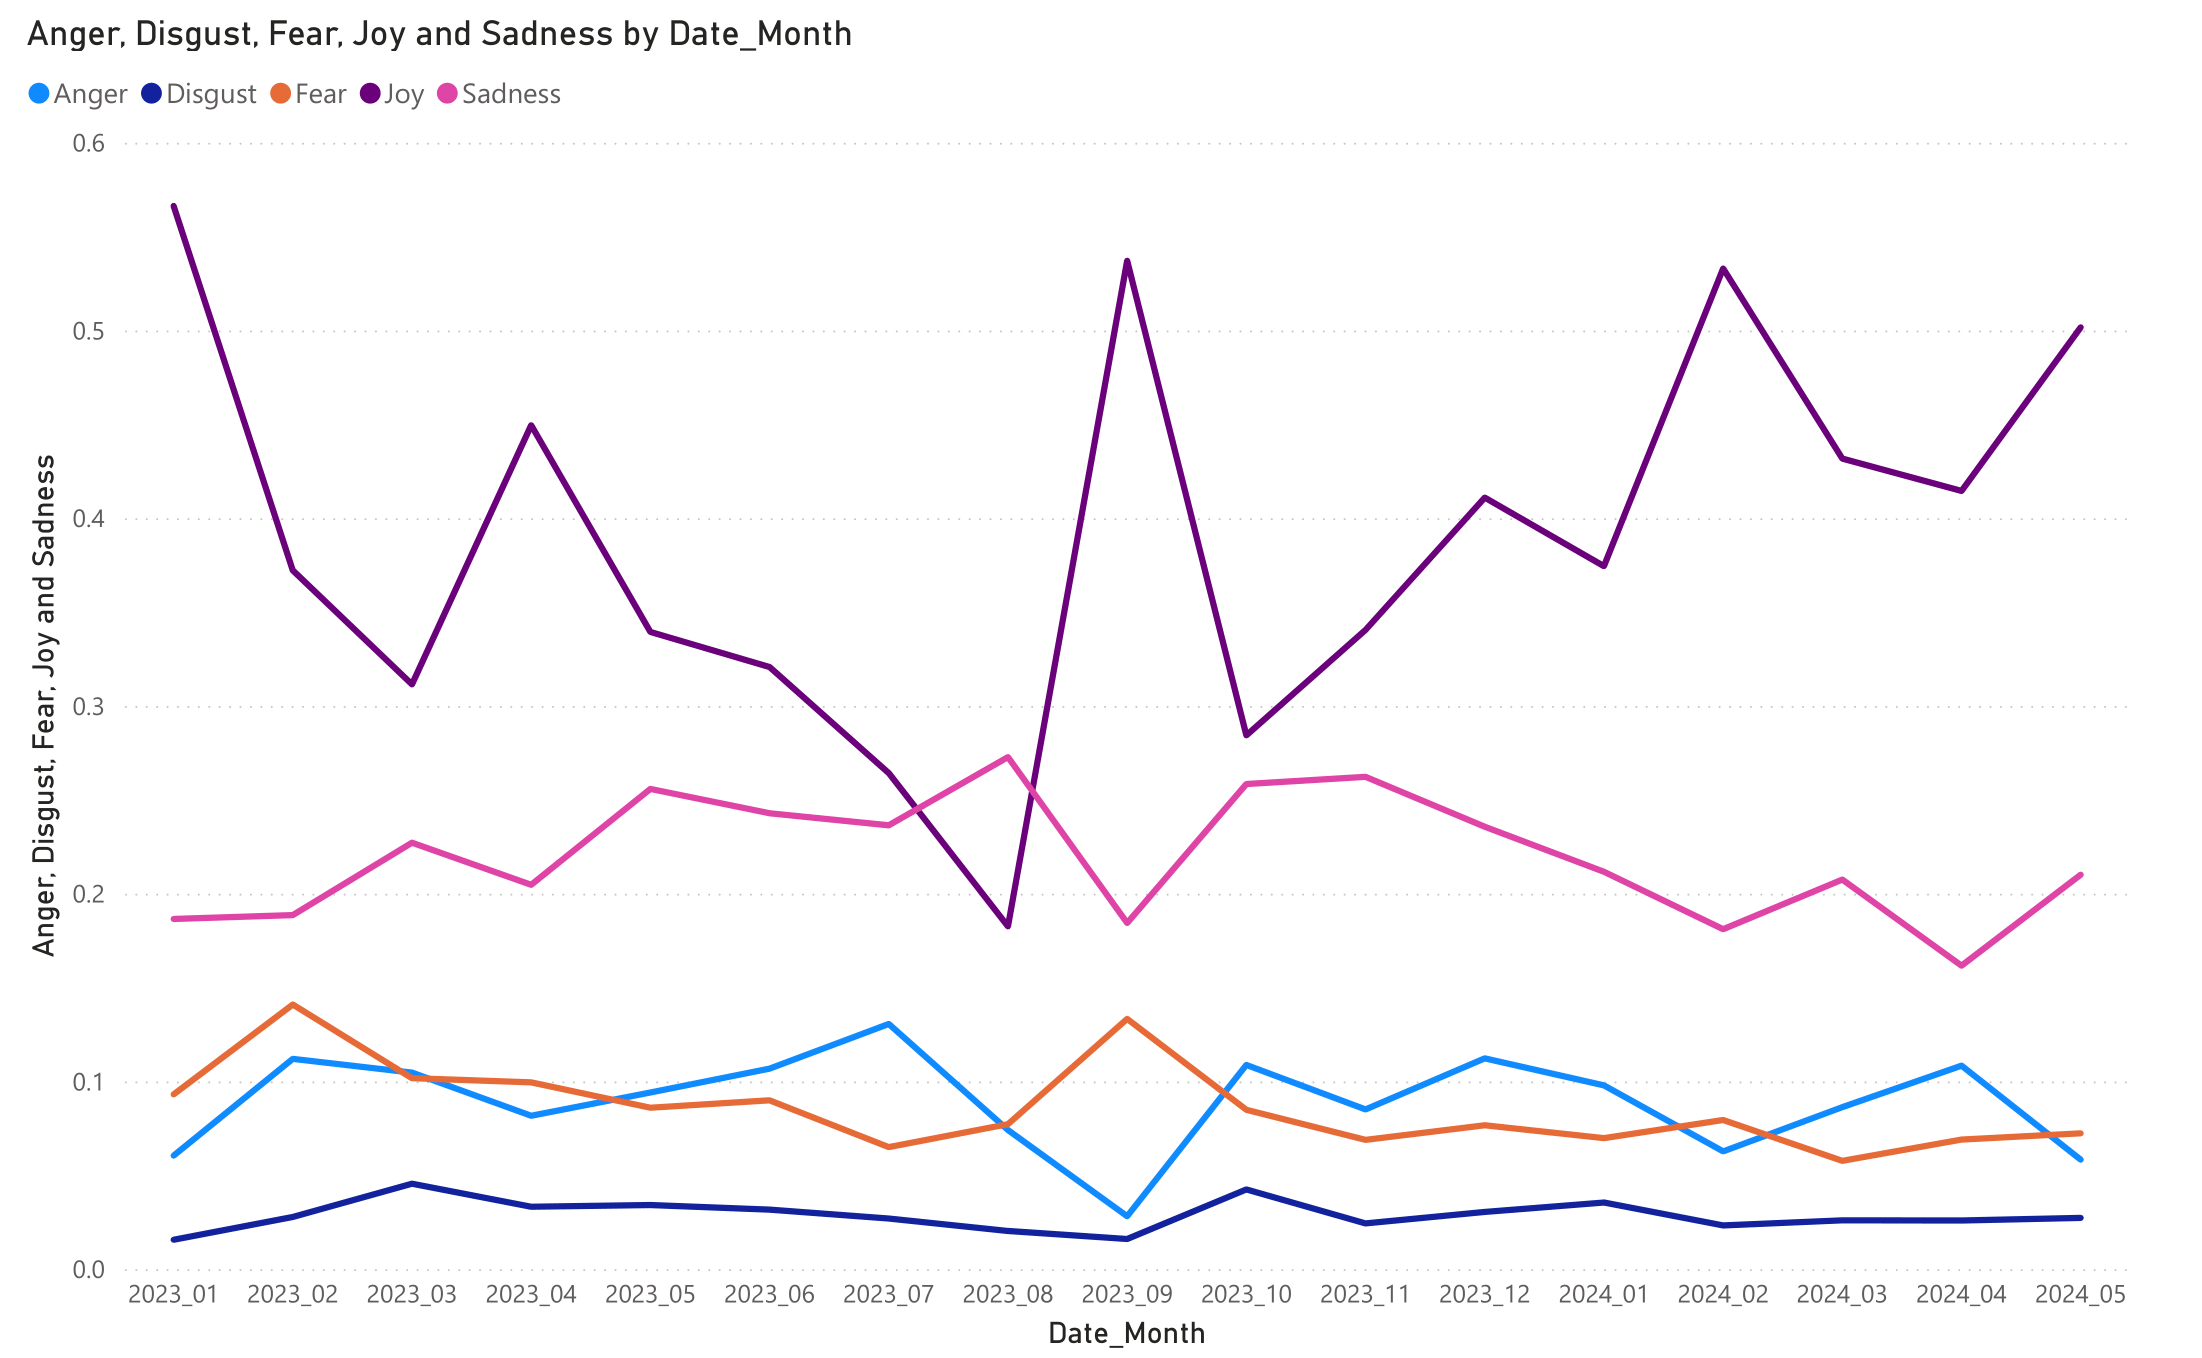 Anger, Disgust, Fear, Joy and Sadness by Date_Month
Anger Disgust Fear Joy Sadness
Anger, Disgust, Fear, Joy and Sadness
0.6
0.5
0.4
0.3
0.2
0.1
0.0
2023_01 2023_02 2023_03 2023_04 2023_05 2023_06 2023_07 2023_08 2023_09 2023_10 2023_11 2023_12 2024_01 2024_02 2024_03 2024_04 2024_05
Date_Month